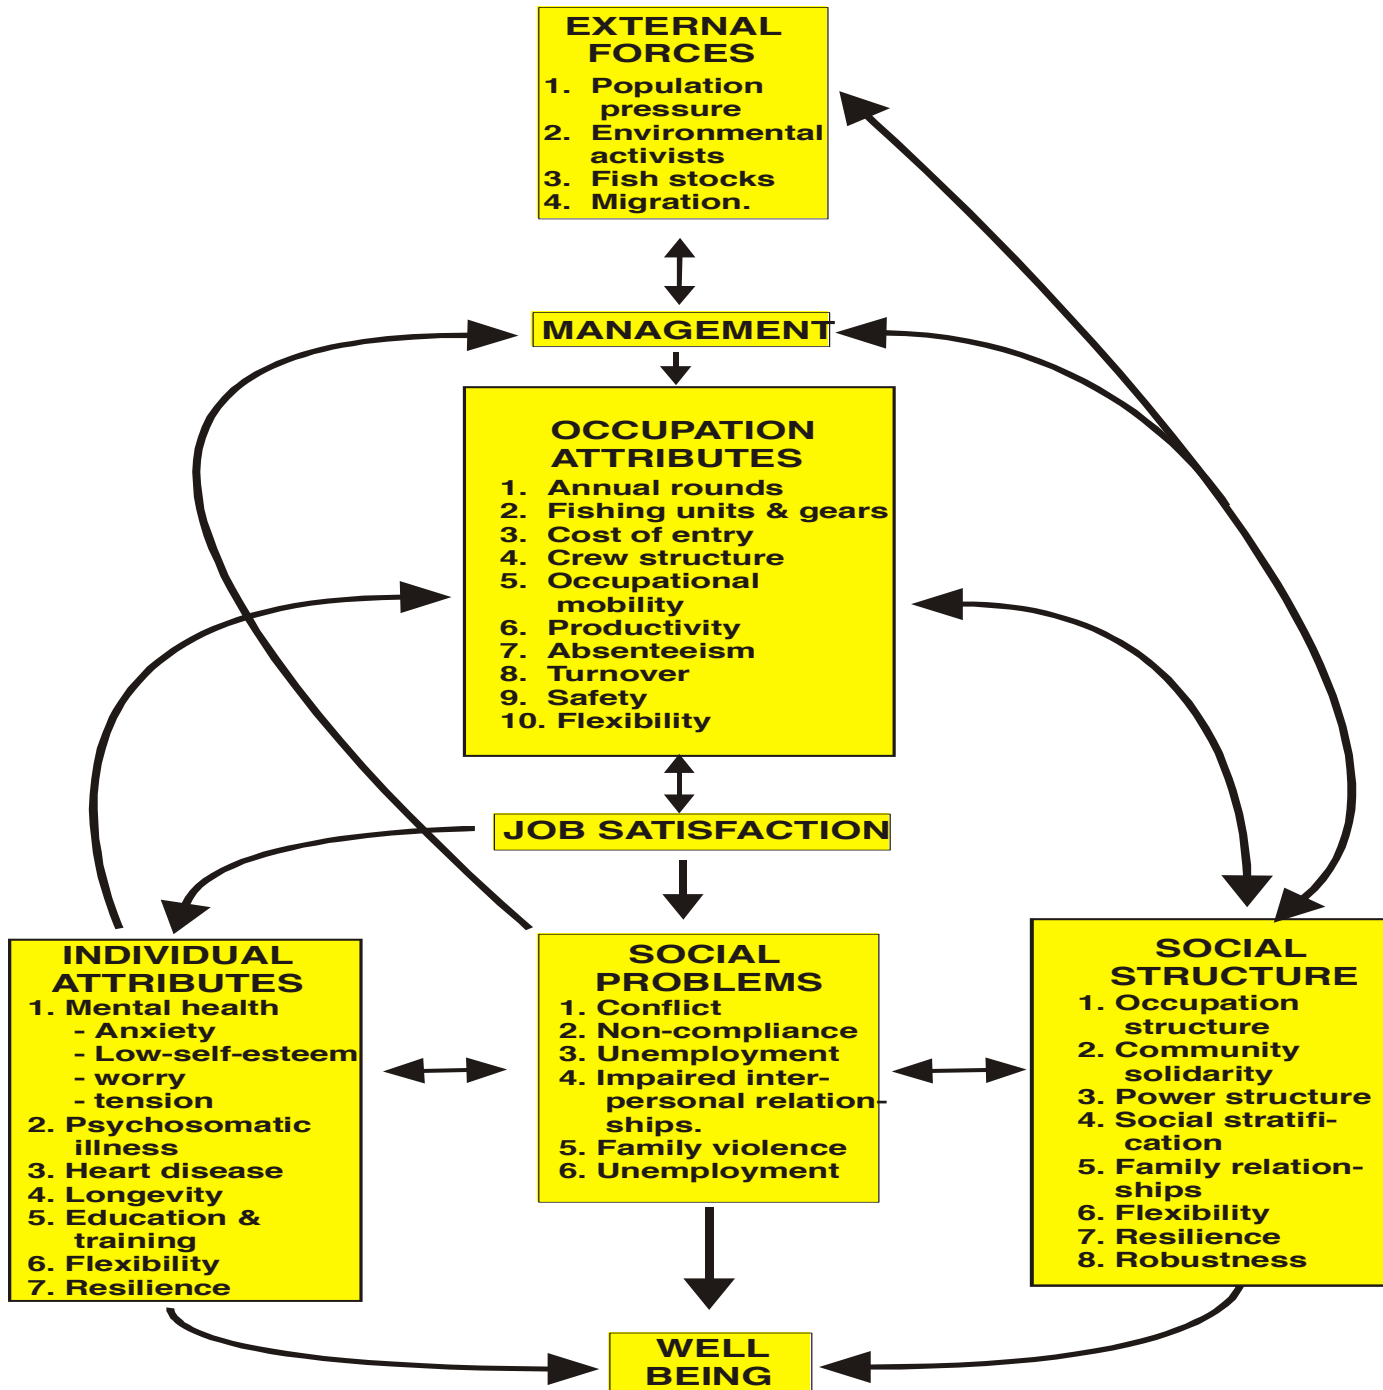 EXTERNAL
FORCES
1. Population
pressure
2. Environmental
activists
3. Fish stocks
4. Migration.
MANAGEMENT
OCCUPATION
ATTRIBUTES
1. Annual rounds
2. Fishing units & gears
3. Cost of entry
4. Crew structure
5. Occupational
mobility
6. Productivity
7. Absenteeism
8. Turnover
9. Safety
10. Flexibility
JOB SATISFACTION
INDIVIDUAL
ATTRIBUTES
1. Mental health
- Anxiety
- Low-self-esteem
- worry
- tension
2. Psychosomatic
illness
3. Heart disease
4. Longevity
5. Education &
training
6. Flexibility
7. Resilience
SOCIAL
PROBLEMS
1. Conflict
2. Non-compliance
3. Unemployment
4. Impaired inter-
personal relation-
ships.
5. Family violence
6. Unemployment
SOCIAL
STRUCTURE
1. Occupation
structure
2. Community
solidarity
3. Power structure
4. Social stratifi-
cation
5. Family relation-
ships
6. Flexibility
7. Resilience
8. Robustness
WELL
BEING